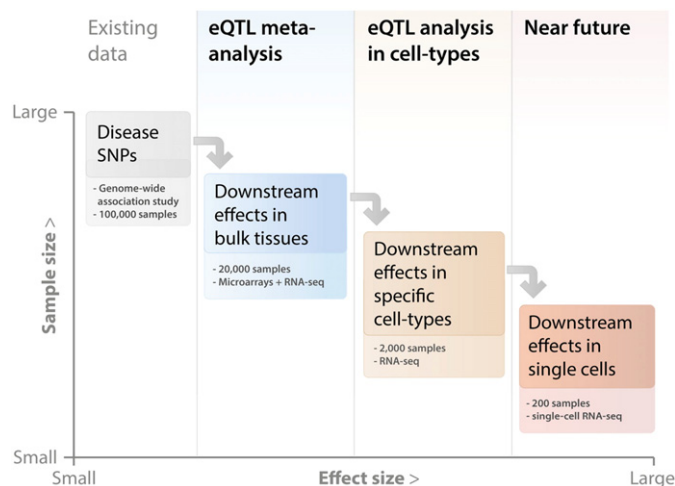 Existing
data
eQTL meta-
analysis
eQTL analysis
in cell-types
Near future
Large
Sample size >
Small
Disease
SNPs
- Genome-wide
association study
- 100,000 samples
Downstream
effects in
bulk tissues
- 20,000 samples
- Microarrays + RNA-seq
Downstream
effects in
specific
cell-types
- 2,000 samples
- RNA-seq
Downstream
effects in
single cells
- 200 samples
- single-cell RNA-seq
Small
Effect size >
Large